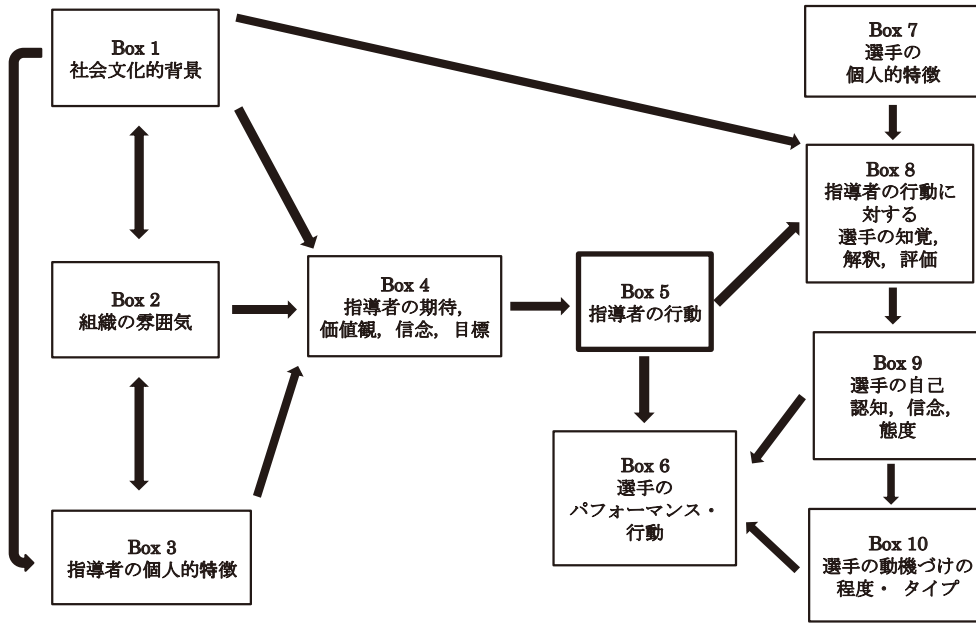 Box 1
社会文化的背景
Box 2
組織の雰囲気
Box 3
指導者の個人的特徴
Box 4
指導者の期待,
価値観, 信念, 目標
Box 5
指導者の行動
Box 6
選手の
パフォーマンス・
行動
Box 7
選手の
個人的特徴
Box 8
指導者の行動に
対する
選手の知覚,
解釈, 評価
Box 9
選手の自己
認知, 信念,
態度
Box 10
選手の動機づけの
程度・ タイプ